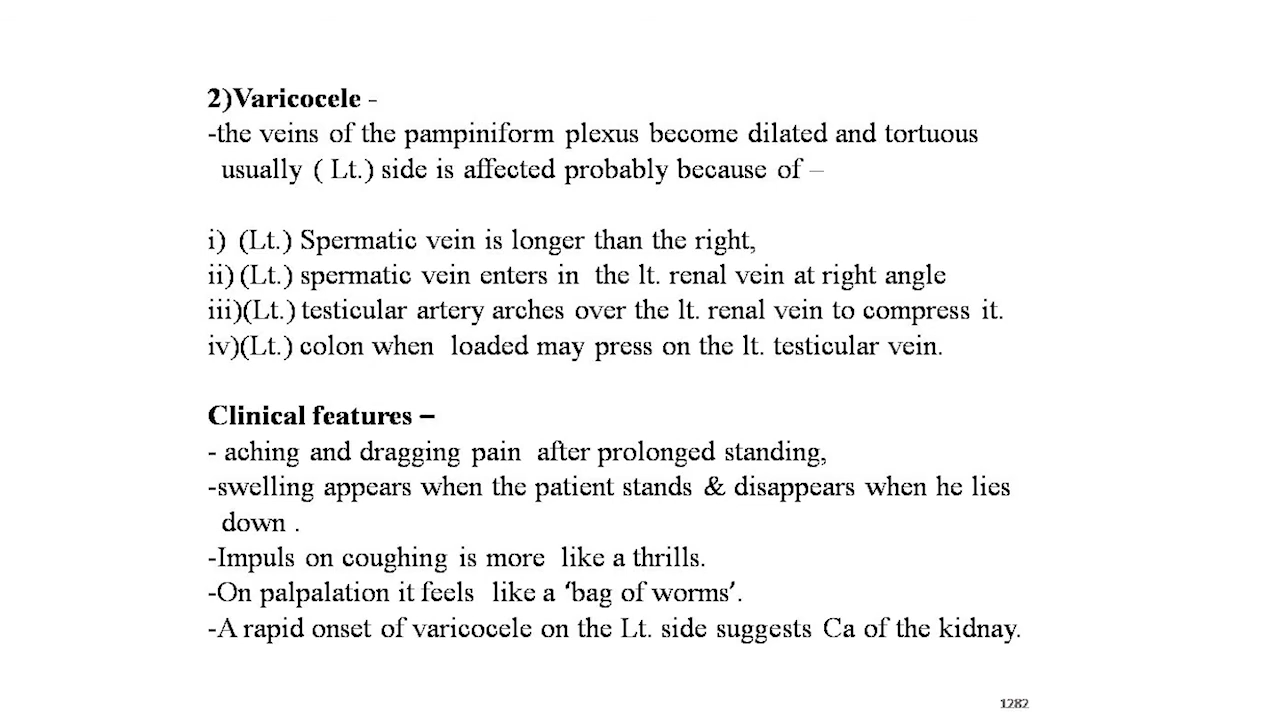 2)Varicocele -
-the veins of the pampiniform plexus become dilated and tortuous
usually ( Lt.) side is affected probably because of –
i) (Lt.) Spermatic vein is longer than the right,
ii) (Lt.) spermatic vein enters in the lt. renal vein at right angle
iii)(Lt.) testicular artery arches over the lt. renal vein to compress it.
iv)(Lt.) colon when loaded may press on the lt. testicular vein.
Clinical features –
- aching and dragging pain after prolonged standing,
-swelling appears when the patient stands & disappears when he lies
down .
-Impuls on coughing is more like a thrills.
-On palpalation it feels like a ‘bag of worms’.
-A rapid onset of varicocele on the Lt. side suggests Ca of the kidney.
1282